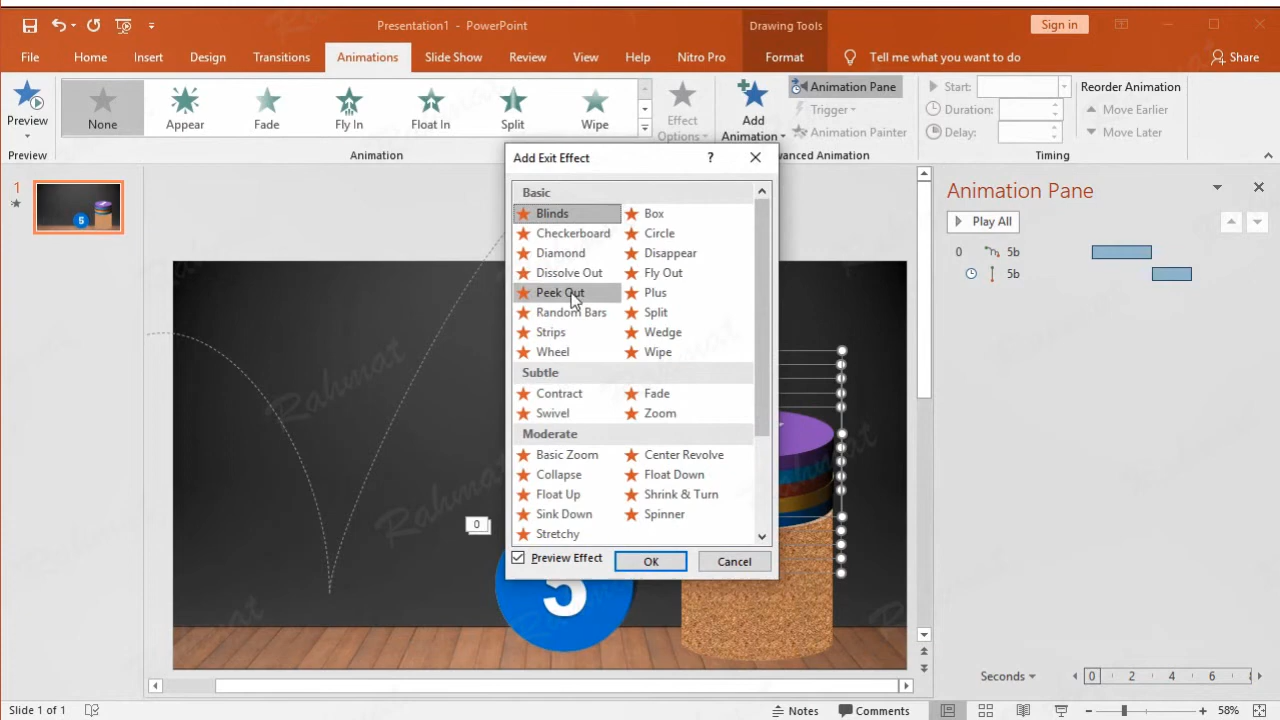 Presentation1 - PowerPoint
Drawing Tools
Sign in
File
Home
Insert
Design
Transitions
Animations
Slide Show
Review
View
Help
Nitro Pro
Format
Tell me what you want to do
Share
Preview
None
Appear
Fade
Fly In
Float In
Split
Wipe
Effect
Options
Add
Animation
Animation Pane
Trigger
Animation Painter
Start:
Duration:
Delay:
Reorder Animation
Move Earlier
Move Later
Preview
Animation
vanced Animation
Timing
Add Exit Effect
?
Basic
Blinds
Box
Checkerboard
Circle
Diamond
Disappear
Dissolve Out
Fly Out
Peek Out
Plus
Random Bars
Split
Strips
Wedge
Wheel
Wipe
Subtle
Contract
Fade
Swivel
Zoom
Moderate
Basic Zoom
Center Revolve
Collapse
Float Down
Float Up
Shrink & Turn
Sink Down
Spinner
Stretchy
Preview Effect
OK
Cancel
1
5
0
5
Animation Pane
Play All
0 5b
5b
Seconds
0 2 4 6
Rahmat
Rahmat
Rahmat
Slide 1 of 1
Notes
Comments
58%